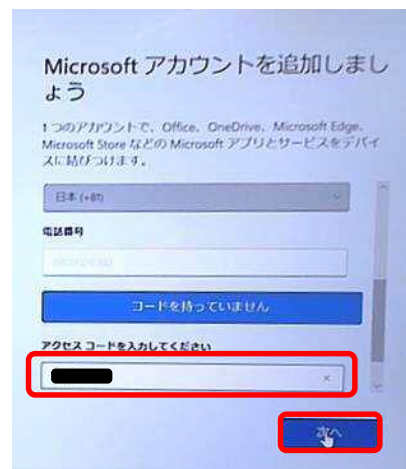 Microsoft アカウントを追加しまし
ょう
1 つのアカウントで、Office、OneDrive、Microsoft Edge、
Microsoft Store などの Microsoft アプリとサービスをデバイ
スに結びつけます。
日本 (+81)
電話番号
コードを持っていません
アクセス コードを入力してください
次へ